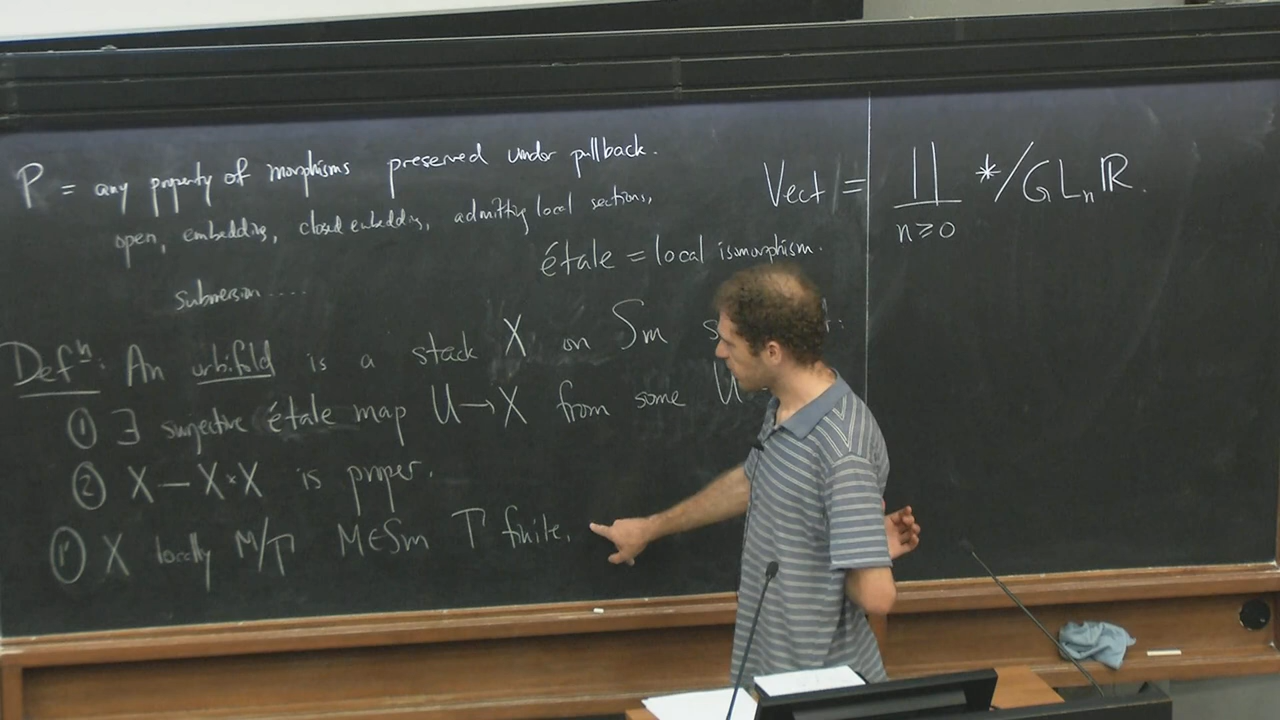 P = any property of morphisms preserved under pullback.
open, embedding, closed embedding, admitting local sections,
étale = local isomorphism.
submersion ....
Defⁿ: An orbifold is a stack X on Sm
① ∃ surjective étale map U→X from some U
② X — X×X is proper.
①' X locally M/Γ M∈Sm Γ finite.
Vect = ∐ */GLₙℝ.
n≥0